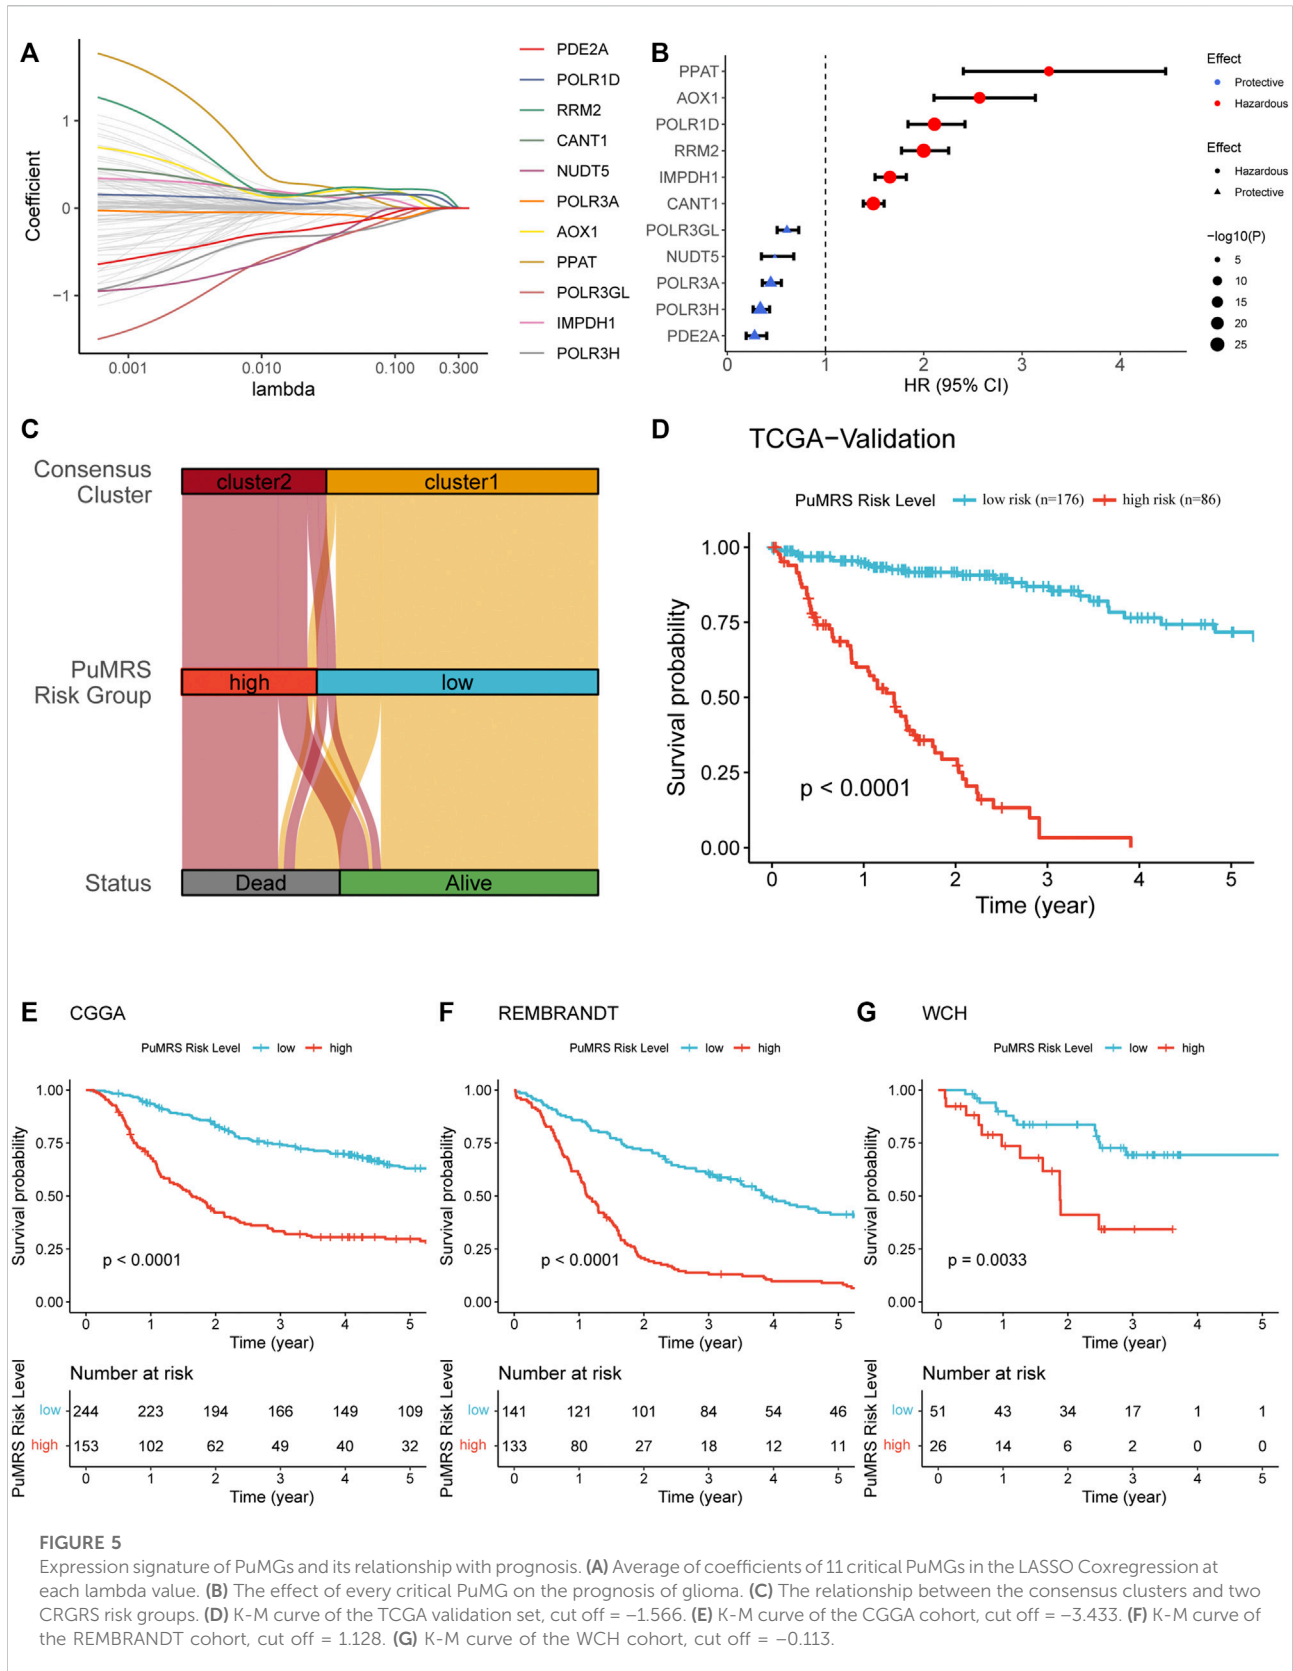 A
Coefficient
1
0
−1
0.001
0.010
0.100
0.300
lambda
PDE2A
POLR1D
RRM2
CANT1
NUDT5
POLR3A
AOX1
PPAT
POLR3GL
IMPDH1
POLR3H
B
PPAT
AOX1
POLR1D
RRM2
IMPDH1
CANT1
POLR3GL
NUDT5
POLR3A
POLR3H
PDE2A
0 1 2 3 4
HR (95% CI)
Effect
Protective
Hazardous
Effect
Hazardous
Protective
−log10(P)
5
10
15
20
25
C
Consensus
Cluster
cluster2 cluster1
PuMRS
Risk Group
high low
Status
Dead Alive
D
TCGA−Validation
PuMRS Risk Level low risk (n=176) high risk (n=86)
Survival probability
1.00
0.75
0.50
0.25
0.00
p < 0.0001
0 1 2 3 4 5
Time (year)
E CGGA
PuMRS Risk Level low high
Survival probability
1.00
0.75
0.50
0.25
0.00
p < 0.0001
0 1 2 3 4 5
Time (year)
Number at risk
PuMRS Risk Level
low 244 223 194 166 149 109
high 153 102 62 49 40 32
0 1 2 3 4 5
Time (year)
F REMBRANDT
PuMRS Risk Level low high
Survival probability
1.00
0.75
0.50
0.25
0.00
p < 0.0001
0 1 2 3 4 5
Time (year)
Number at risk
PuMRS Risk Level
low 141 121 101 84 54 46
high 133 80 27 18 12 11
0 1 2 3 4 5
Time (year)
G WCH
PuMRS Risk Level low high
Survival probability
1.00
0.75
0.50
0.25
0.00
p = 0.0033
0 1 2 3 4 5
Time (year)
Number at risk
PuMRS Risk Level
low 51 43 34 17 1 1
high 26 14 6 2 0 0
0 1 2 3 4 5
Time (year)
FIGURE 5
Expression signature of PuMGs and its relationship with prognosis. (A) Average of coefficients of 11 critical PuMGs in the LASSO Coxregression at
each lambda value. (B) The effect of every critical PuMG on the prognosis of glioma. (C) The relationship between the consensus clusters and two
CRGRS risk groups. (D) K-M curve of the TCGA validation set, cut off = −1.566. (E) K-M curve of the CGGA cohort, cut off = −3.433. (F) K-M curve of
the REMBRANDT cohort, cut off = 1.128. (G) K-M curve of the WCH cohort, cut off = −0.113.